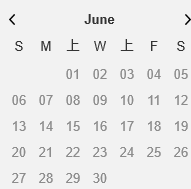 June
S M 上 W 上 F S
01 02 03 04 05
06 07 08 09 10 11 12
13 14 15 16 17 18 19
20 21 22 23 24 25 26
27 28 29 30